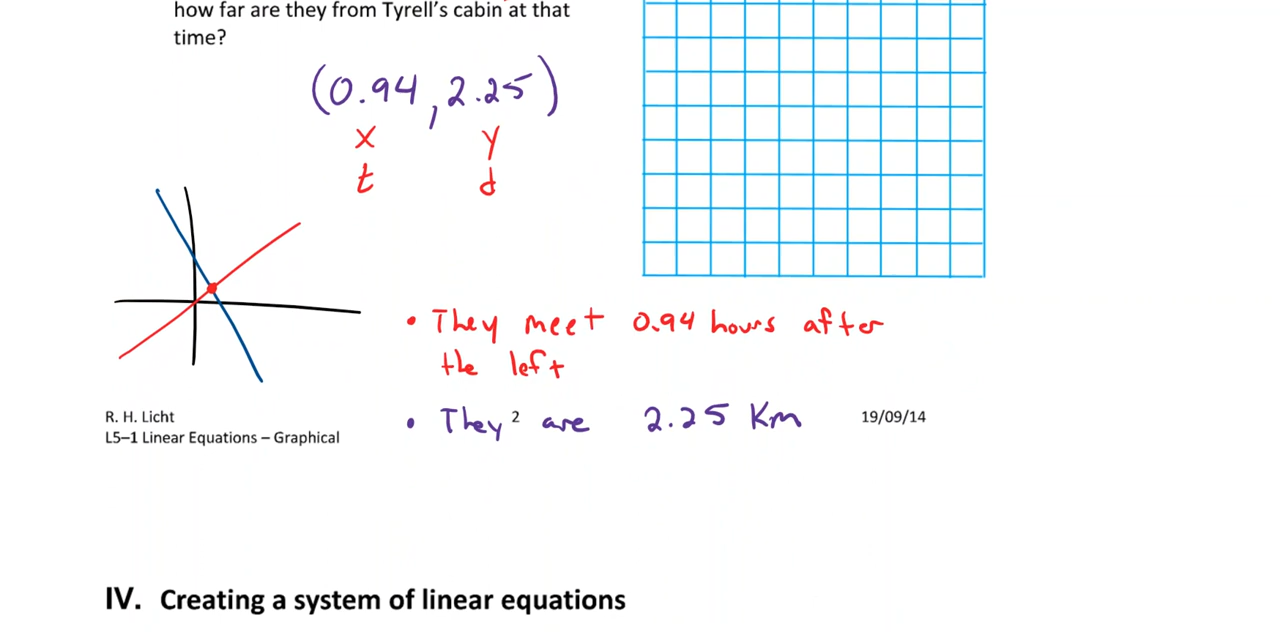 how far are they from Tyrell's cabin at that
time?
(0.94, 2.25)
x y
t d
• They meet 0.94 hours after
the left
R. H. Licht
L5–1 Linear Equations – Graphical
• They are 2.25 Km
2
19/09/14
IV. Creating a system of linear equations